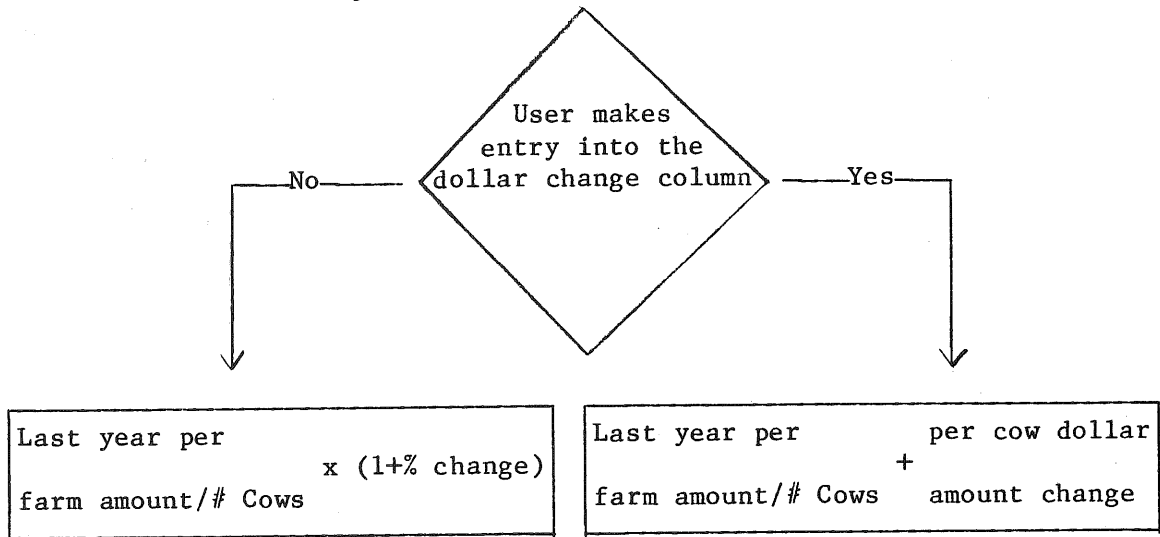 User makes
entry into the
dollar change column
No
Yes
Last year per
x (1+% change)
farm amount/# Cows
Last year per per cow dollar
+
farm amount/# Cows amount change